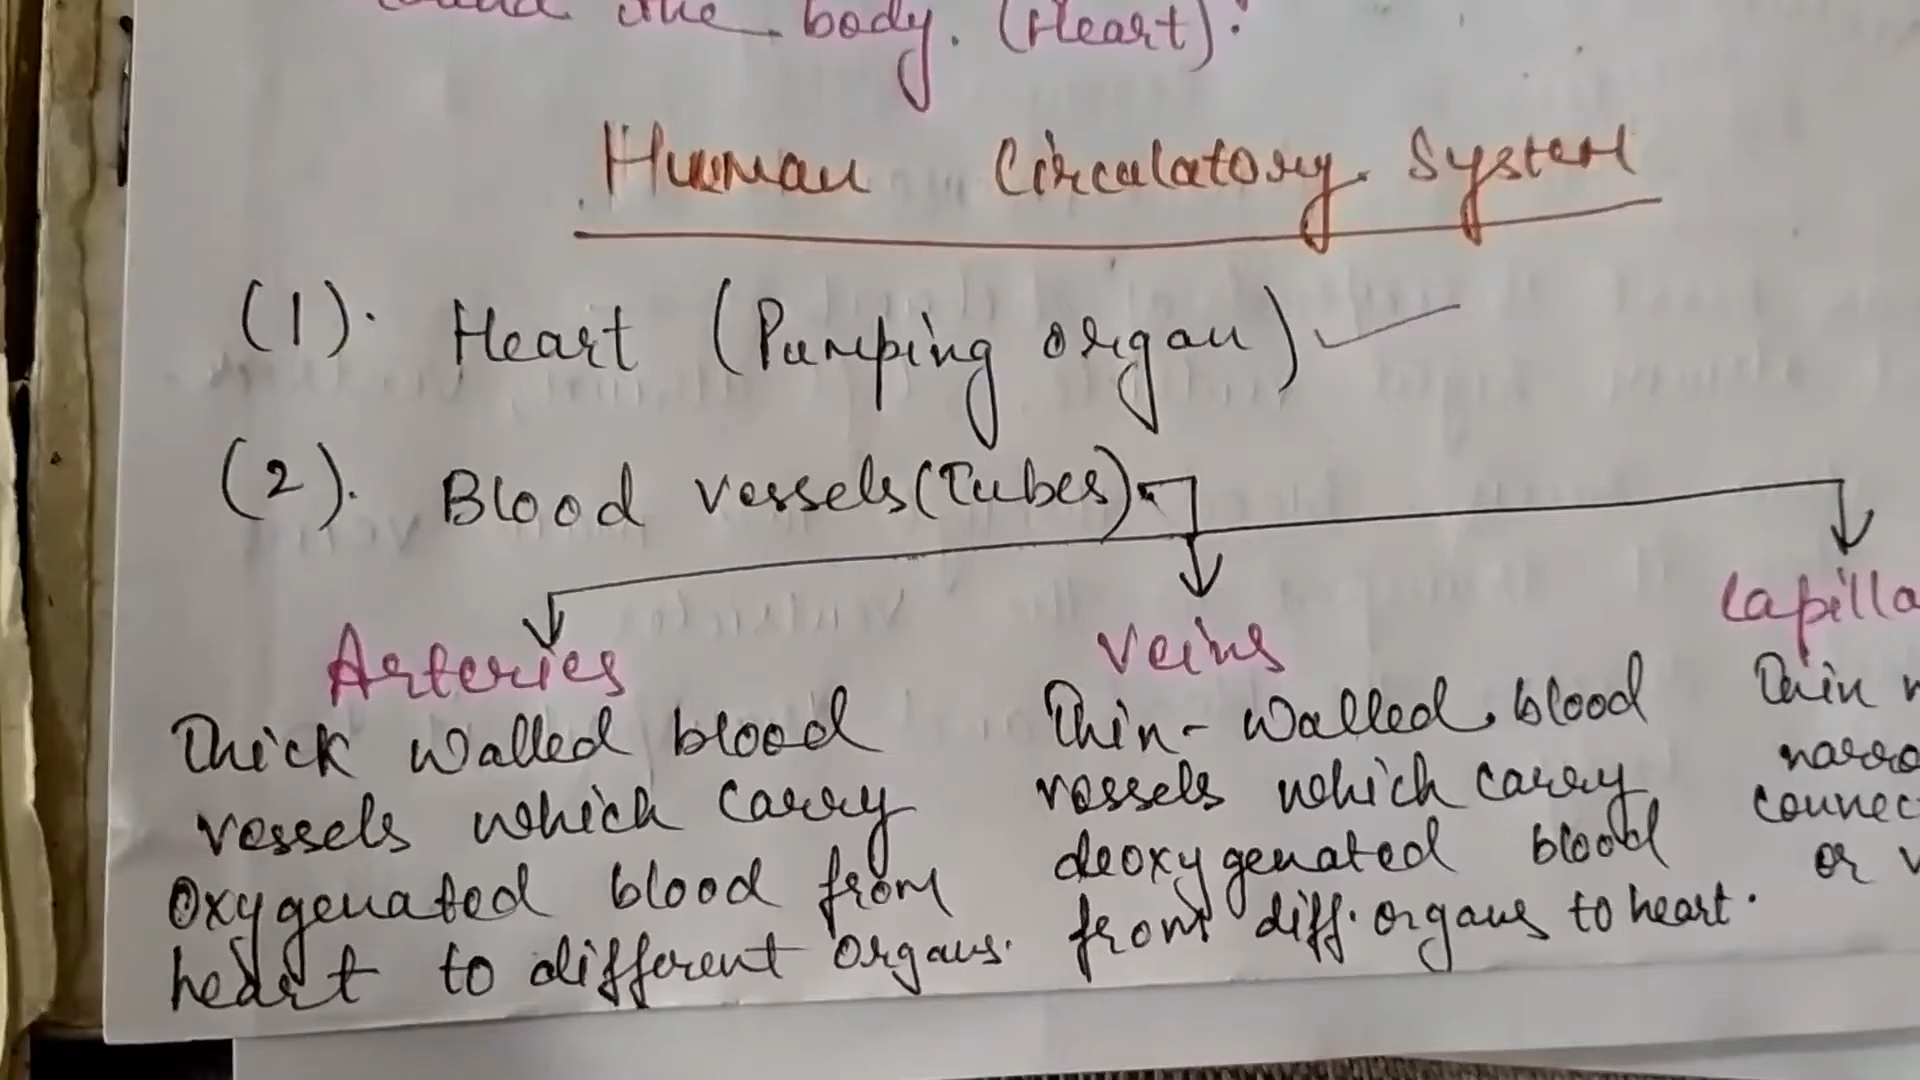 the body. (Heart).
Human Circulatory System
(1). Heart (Pumping organ)
(2). Blood vessels (Tubes)
Arteries
Thick walled blood
vessels which carry
Oxygenated blood from
heart to different organs.
Veins
Thin-walled blood
vessels which carry
deoxygenated blood
from diff. organs to heart.
Capilla
Thin
narro
connec
or